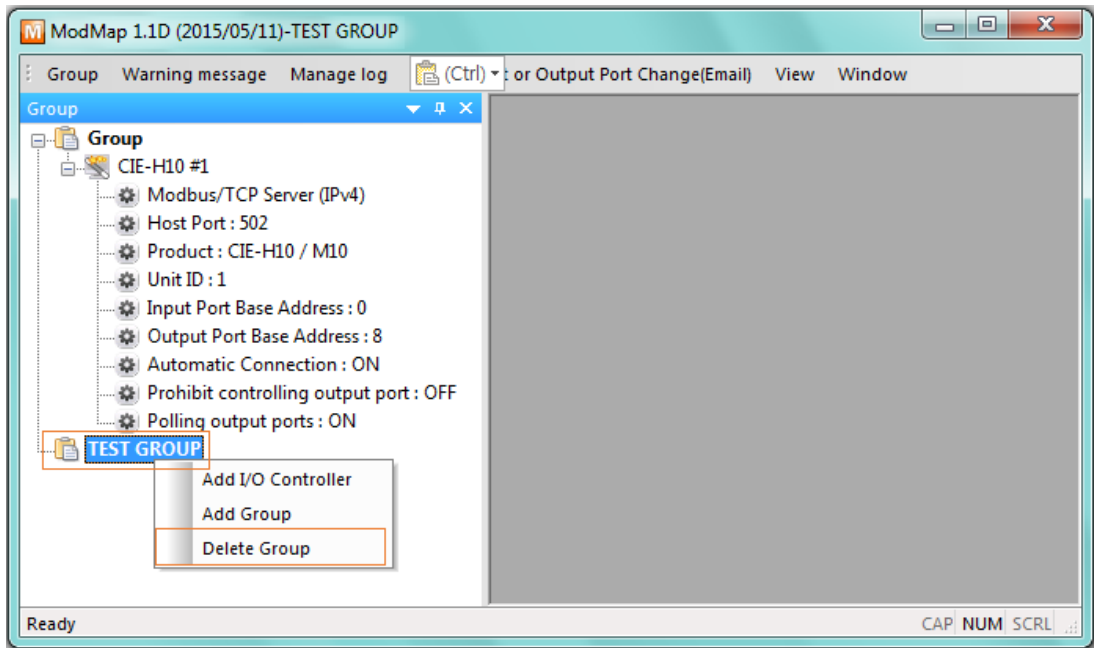 ModMap 1.1D (2015/05/11)-TEST GROUP
Group Warning message Manage log (Ctrl) or Output Port Change(Email) View Window
Group
Group
CIE-H10 #1
Modbus/TCP Server (IPv4)
Host Port : 502
Product : CIE-H10 / M10
Unit ID : 1
Input Port Base Address : 0
Output Port Base Address : 8
Automatic Connection : ON
Prohibit controlling output port : OFF
Polling output ports : ON
TEST GROUP
Add I/O Controller
Add Group
Delete Group
Ready CAP NUM SCRL